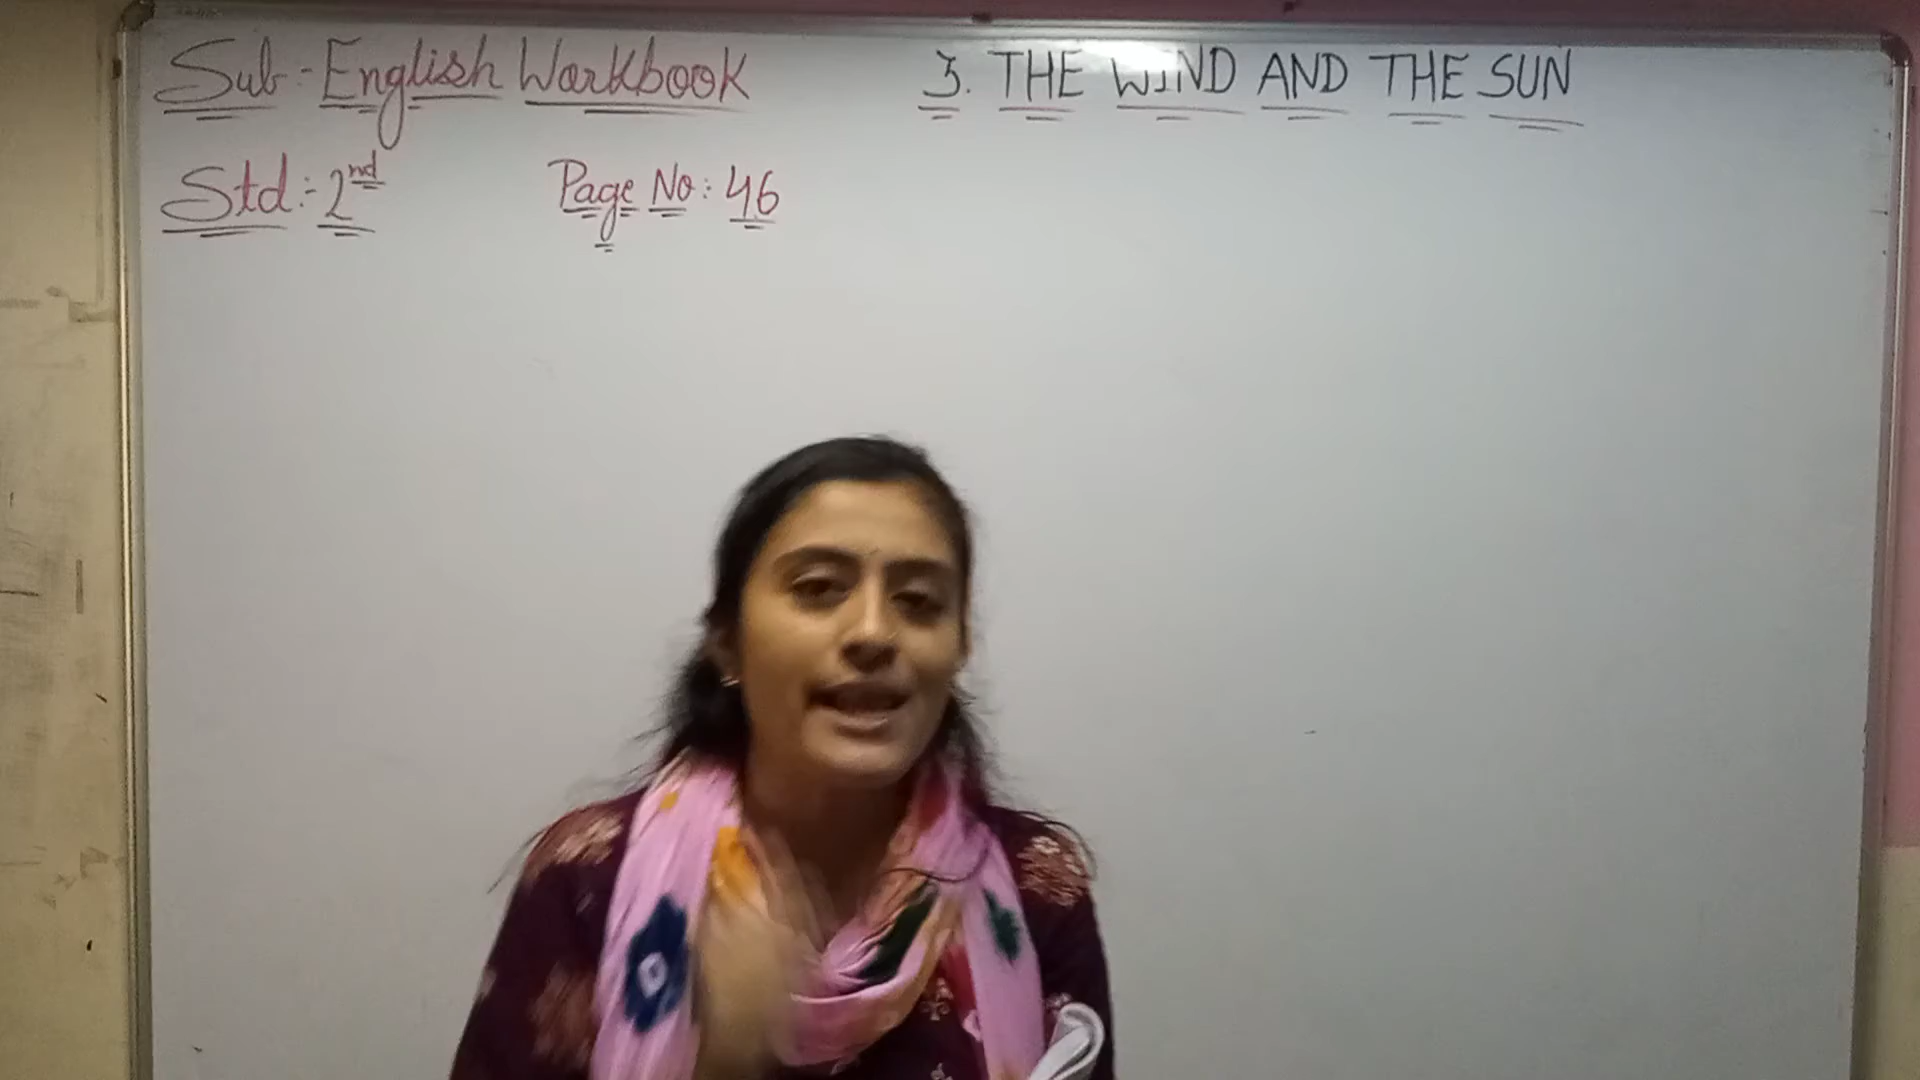 Sub:- English Workbook
3. THE WIND AND THE SUN
Std:- 2nd
Page No: 46